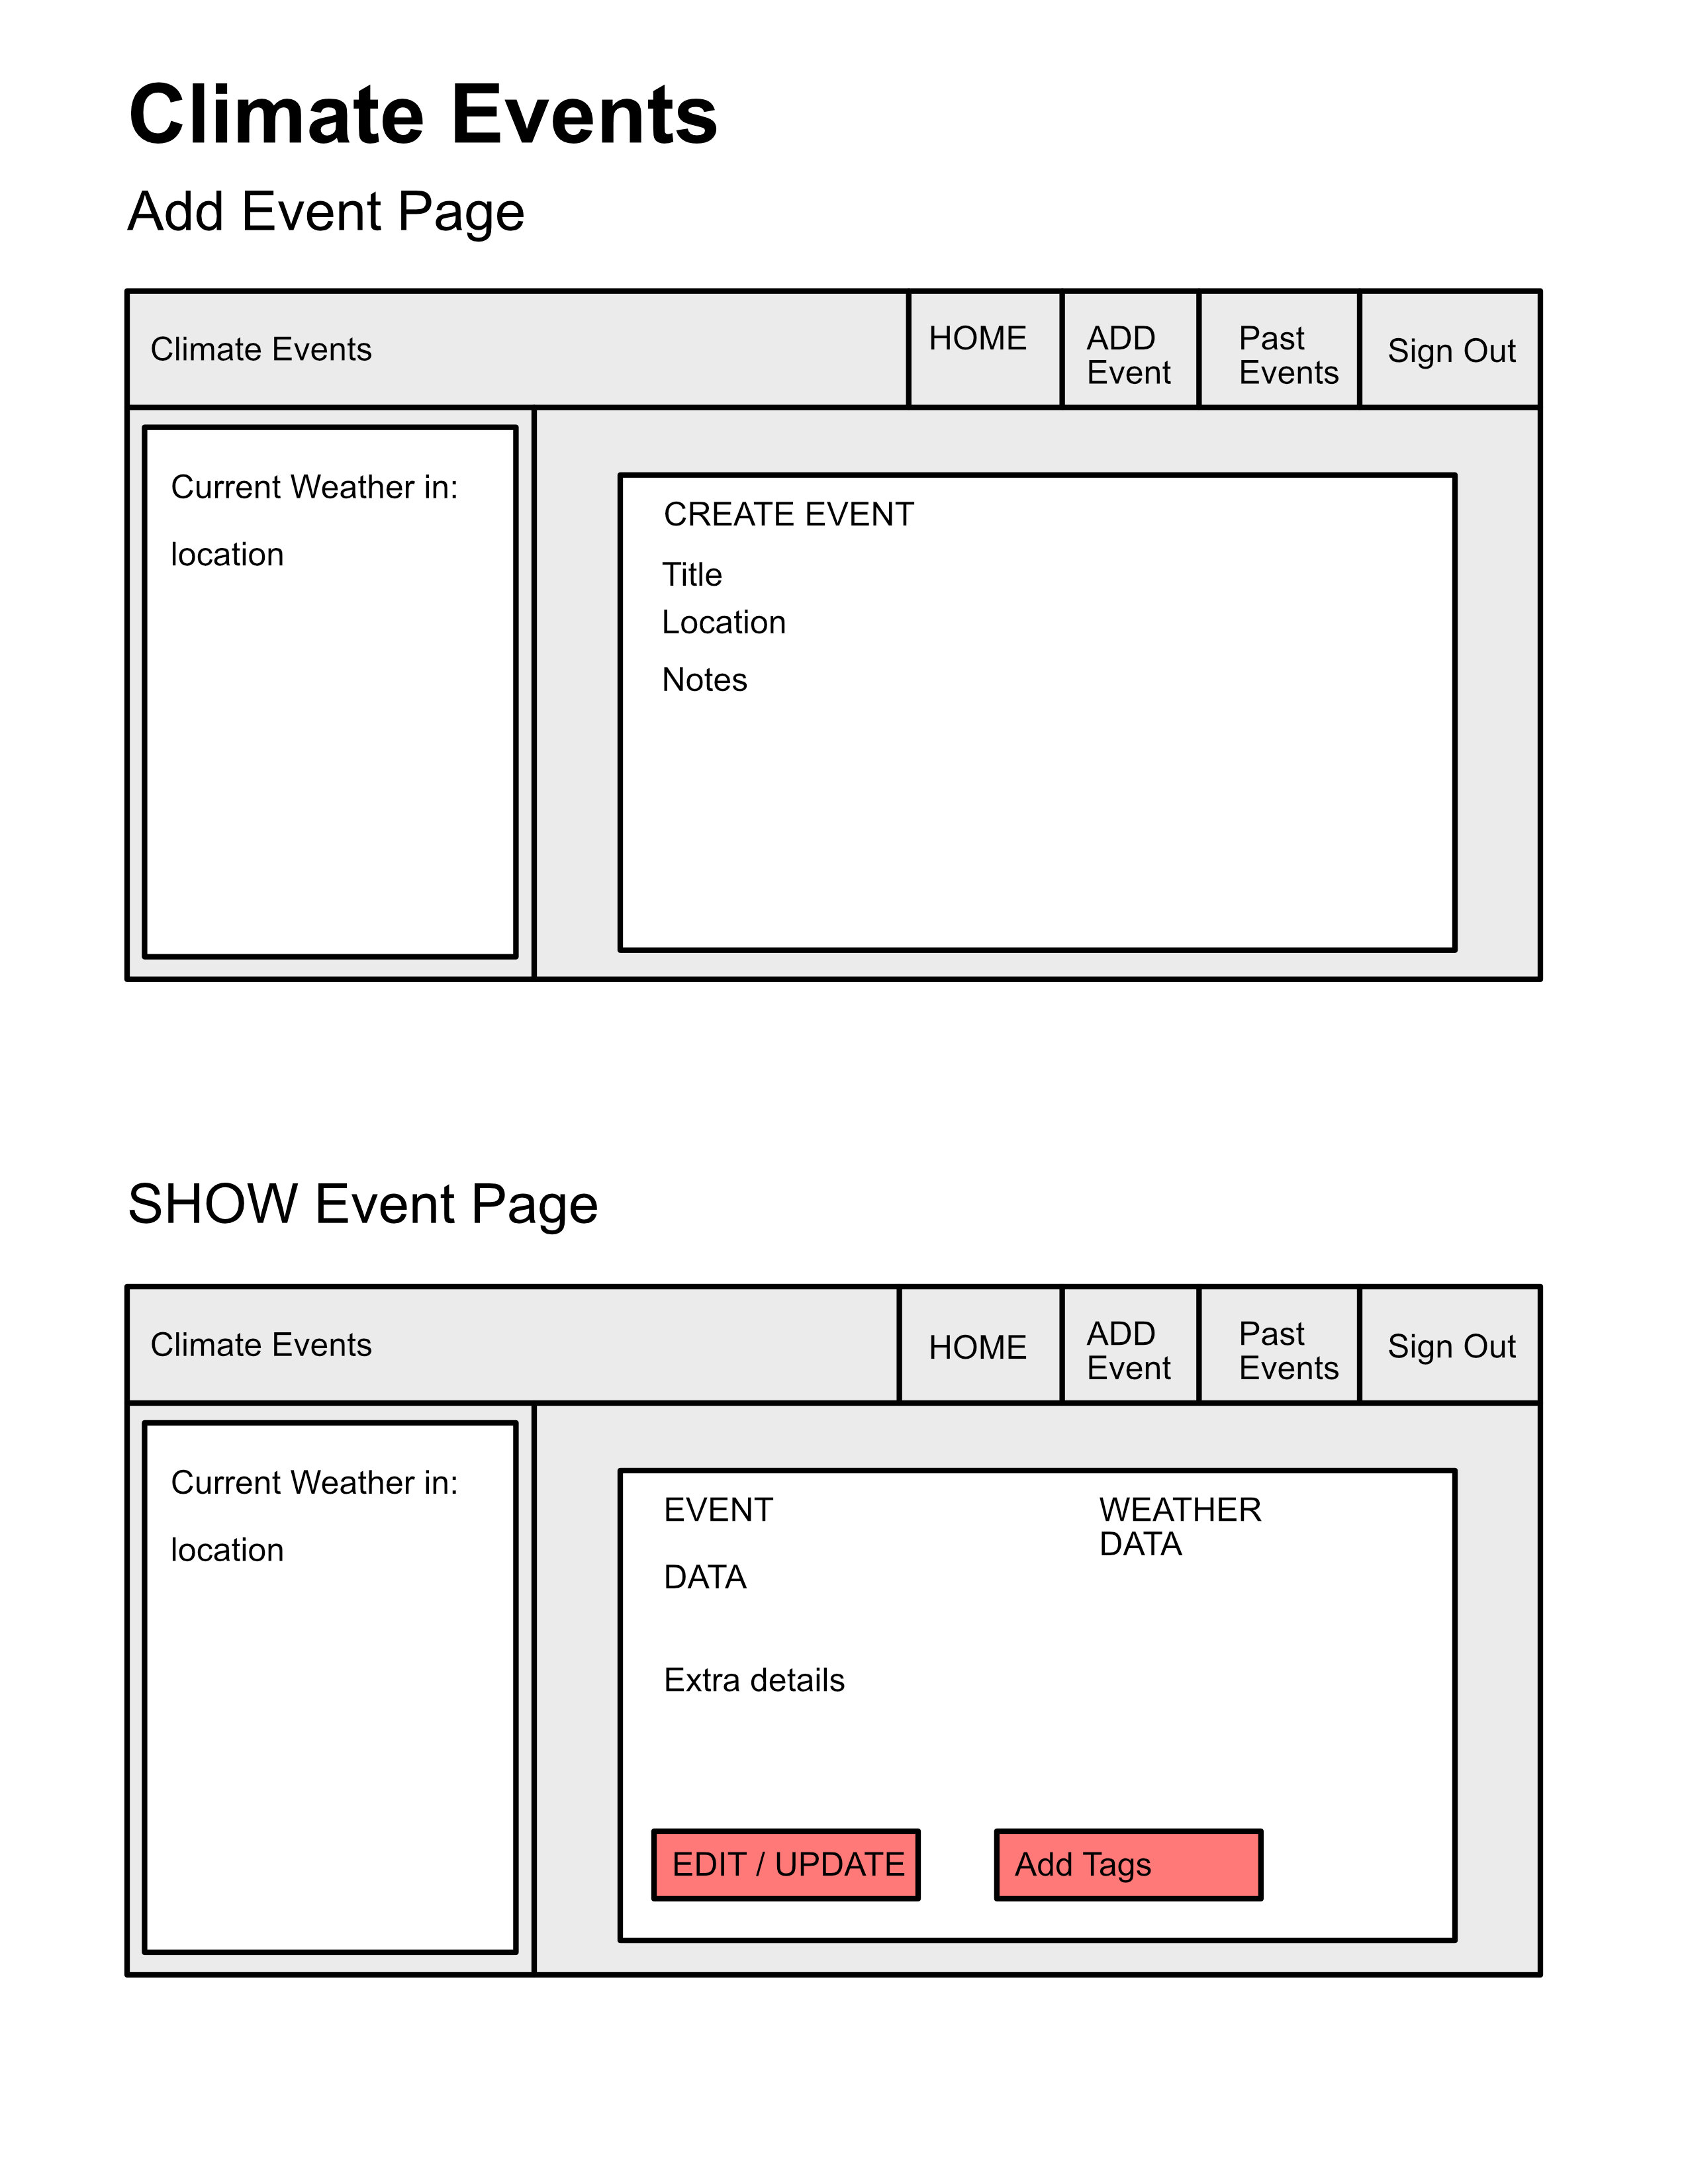 Climate Events
Add Event Page
Climate Events
HOME
ADD
Event
Past
Events
Sign Out
Current Weather in:
location
CREATE EVENT
Title
Location
Notes
SHOW Event Page
Climate Events
HOME
ADD
Event
Past
Events
Sign Out
Current Weather in:
location
EVENT
DATA
WEATHER
DATA
Extra details
EDIT / UPDATE
Add Tags